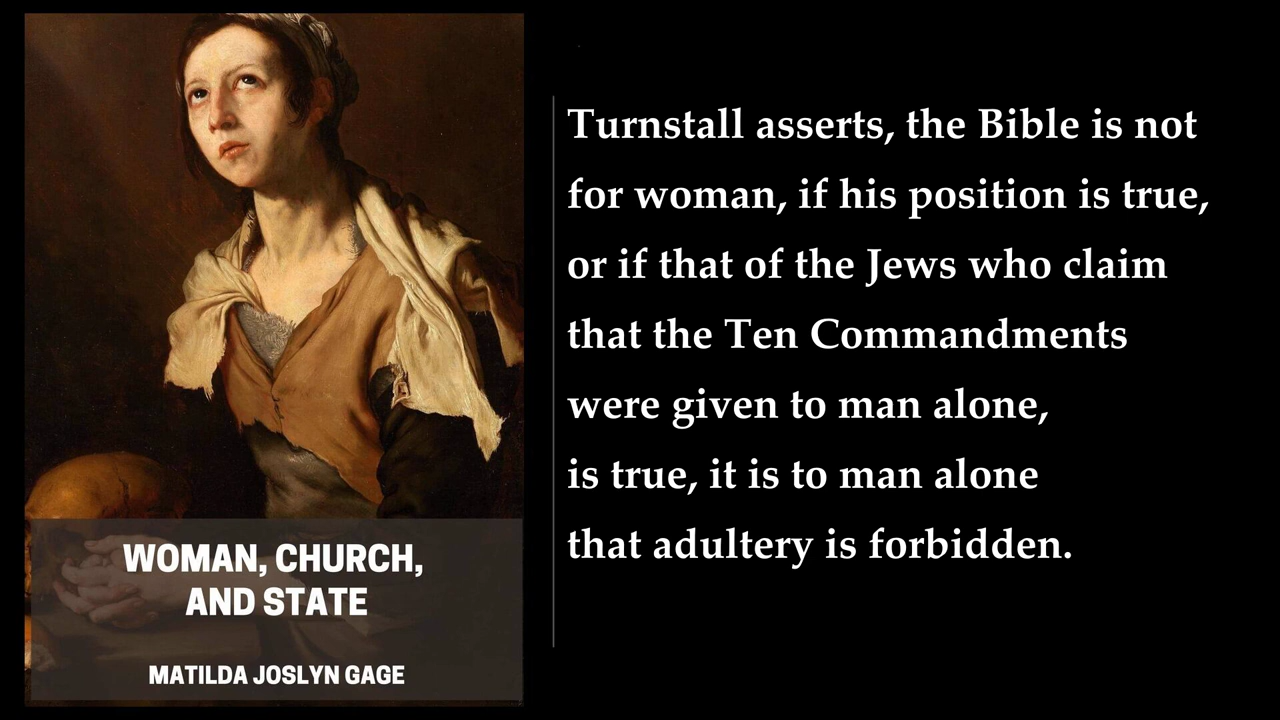 Turnstall asserts, the Bible is not
for woman, if his position is true,
or if that of the Jews who claim
that the Ten Commandments
were given to man alone,
is true, it is to man alone
that adultery is forbidden.
WOMAN, CHURCH,
AND STATE
MATILDA JOSLYN GAGE